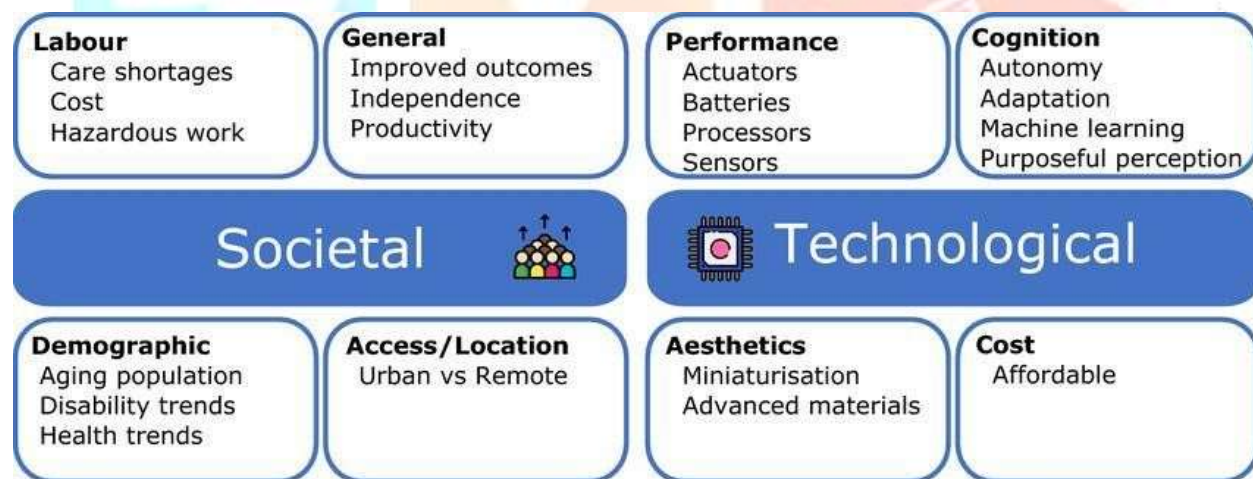 Labour
Care shortages
Cost
Hazardous work
General
Improved outcomes
Independence
Productivity
Performance
Actuators
Batteries
Processors
Sensors
Cognition
Autonomy
Adaptation
Machine learning
Purposeful perception
Societal
Technological
Demographic
Aging population
Disability trends
Health trends
Access/Location
Urban vs Remote
Aesthetics
Miniaturisation
Advanced materials
Cost
Affordable